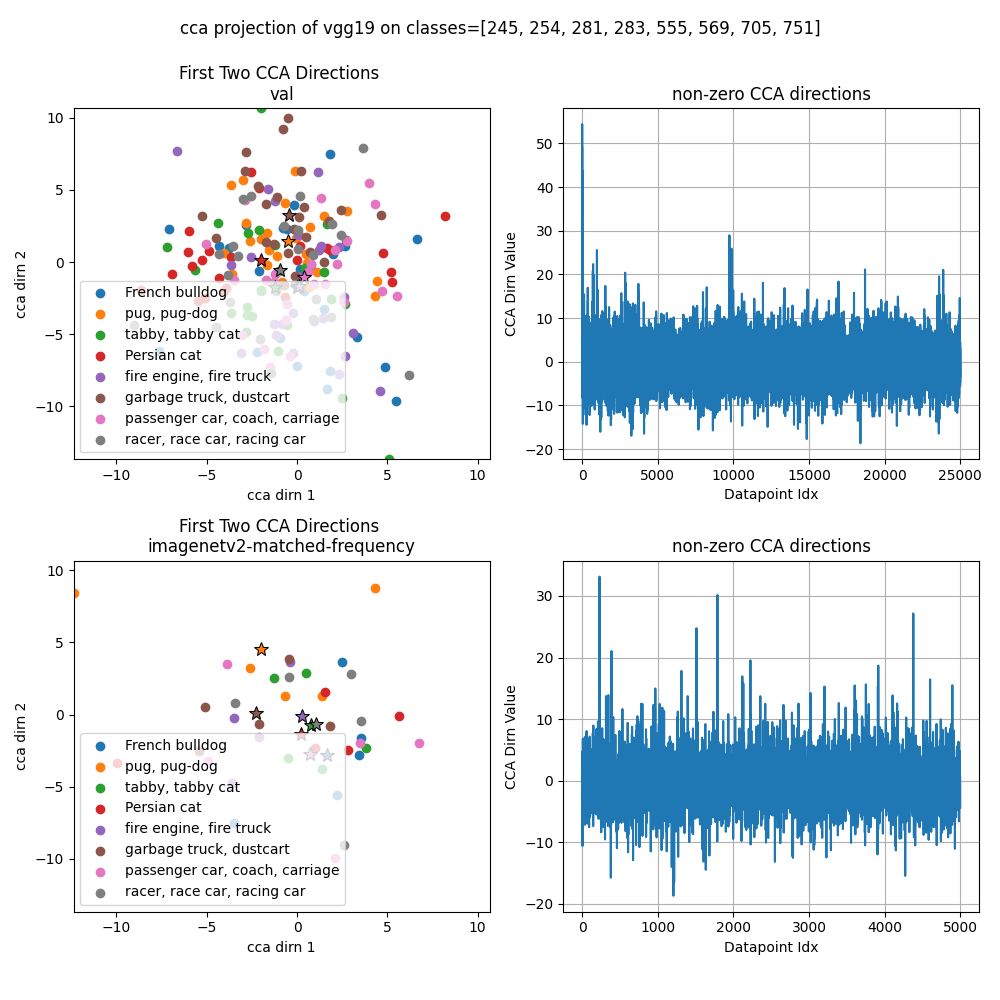 cca projection of vgg19 on classes=[245, 254, 281, 283, 555, 569, 705, 751]
First Two CCA Directions
val
10
5
0
−5
−10
cca dirn 2
French bulldog
pug, pug-dog
tabby, tabby cat
Persian cat
fire engine, fire truck
garbage truck, dustcart
passenger car, coach, carriage
racer, race car, racing car
−10 −5 0 5 10
cca dirn 1
non-zero CCA directions
50
40
30
20
10
0
−10
−20
CCA Dirn Value
0 5000 10000 15000 20000 25000
Datapoint Idx
First Two CCA Directions
imagenetv2-matched-frequency
10
5
0
−5
−10
cca dirn 2
French bulldog
pug, pug-dog
tabby, tabby cat
Persian cat
fire engine, fire truck
garbage truck, dustcart
passenger car, coach, carriage
racer, race car, racing car
−10 −5 0 5 10
cca dirn 1
non-zero CCA directions
30
20
10
0
−10
−20
CCA Dirn Value
0 1000 2000 3000 4000 5000
Datapoint Idx